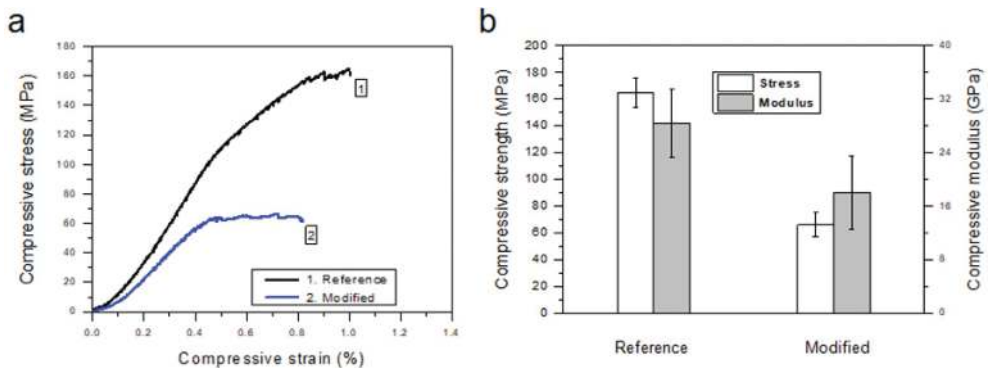 a
Compressive stress (MPa)
180
160
140
120
100
80
60
40
20
0
0.0 0.2 0.4 0.6 0.8 1.0 1.2 1.4
Compressive strain (%)
1
2
1. Reference
2. Modified
b
Compressive strength (MPa)
200
180
160
140
120
100
80
60
40
20
0
Stress
Modulus
Reference Modified
40
32
24
16
8
0
Compressive modulus (GPa)